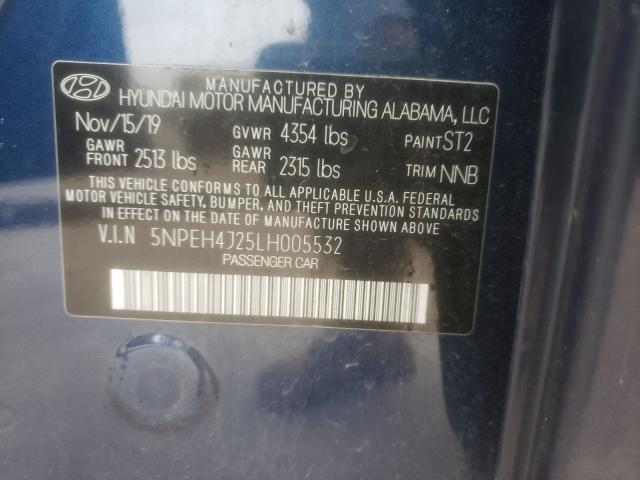 MANUFACTURED BY
HYUNDAI MOTOR MANUFACTURING ALABAMA, LLC
Nov/15/19 GVWR 4354 lbs PAINT ST2
GAWR FRONT 2513 lbs GAWR REAR 2315 lbs TRIM NNB
THIS VEHICLE CONFORMS TO ALL APPLICABLE U.S.A. FEDERAL
MOTOR VEHICLE SAFETY, BUMPER, AND THEFT PREVENTION STANDARDS
IN EFFECT ON THE DATE OF MANUFACTURE SHOWN ABOVE
V.I.N 5NPEH4J25LH005532
PASSENGER CAR